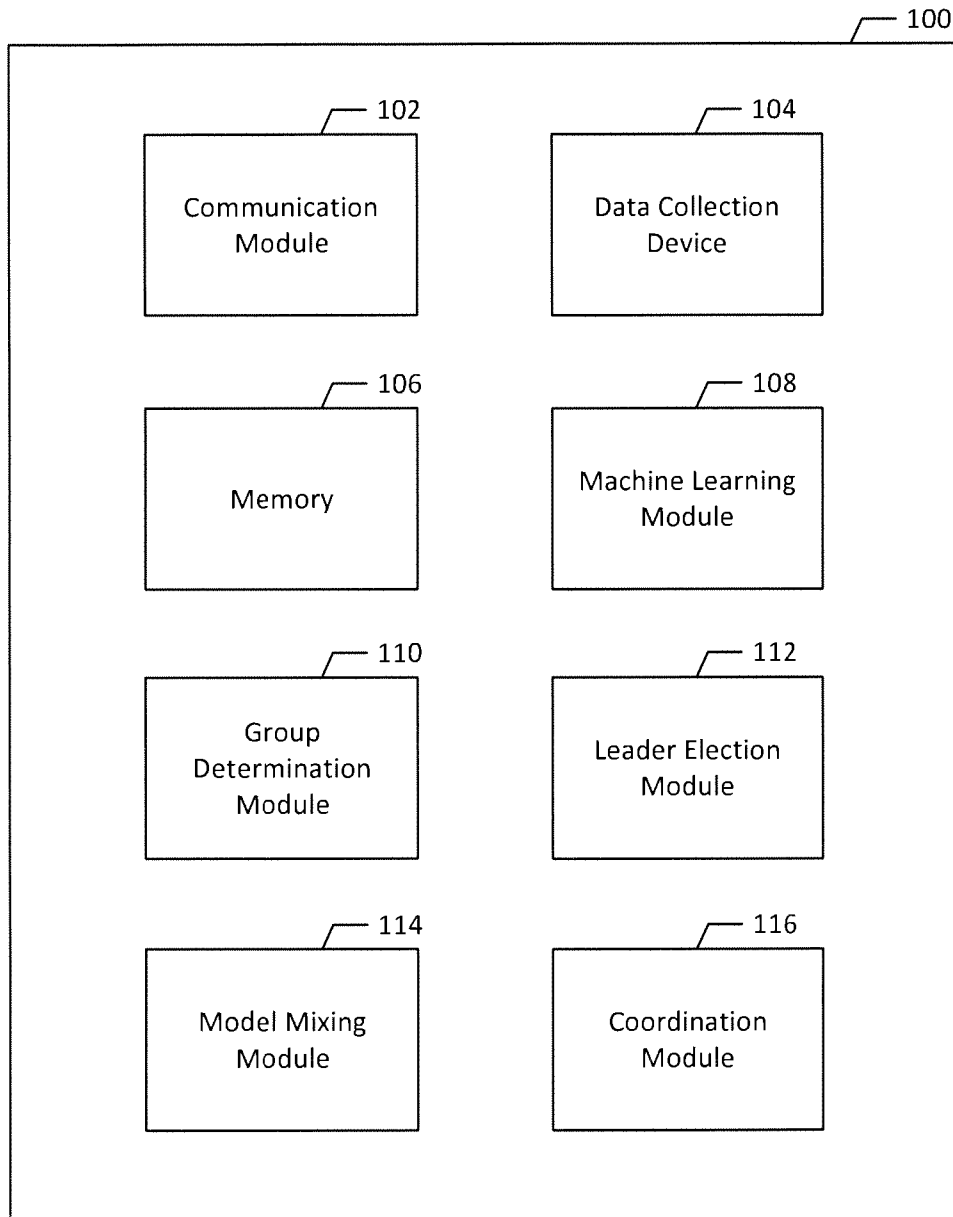 100
102
104
Communication
Module
Data Collection
Device
106
108
Memory
Machine Learning
Module
110
112
Group
Determination
Module
Leader Election
Module
114
116
Model Mixing
Module
Coordination
Module